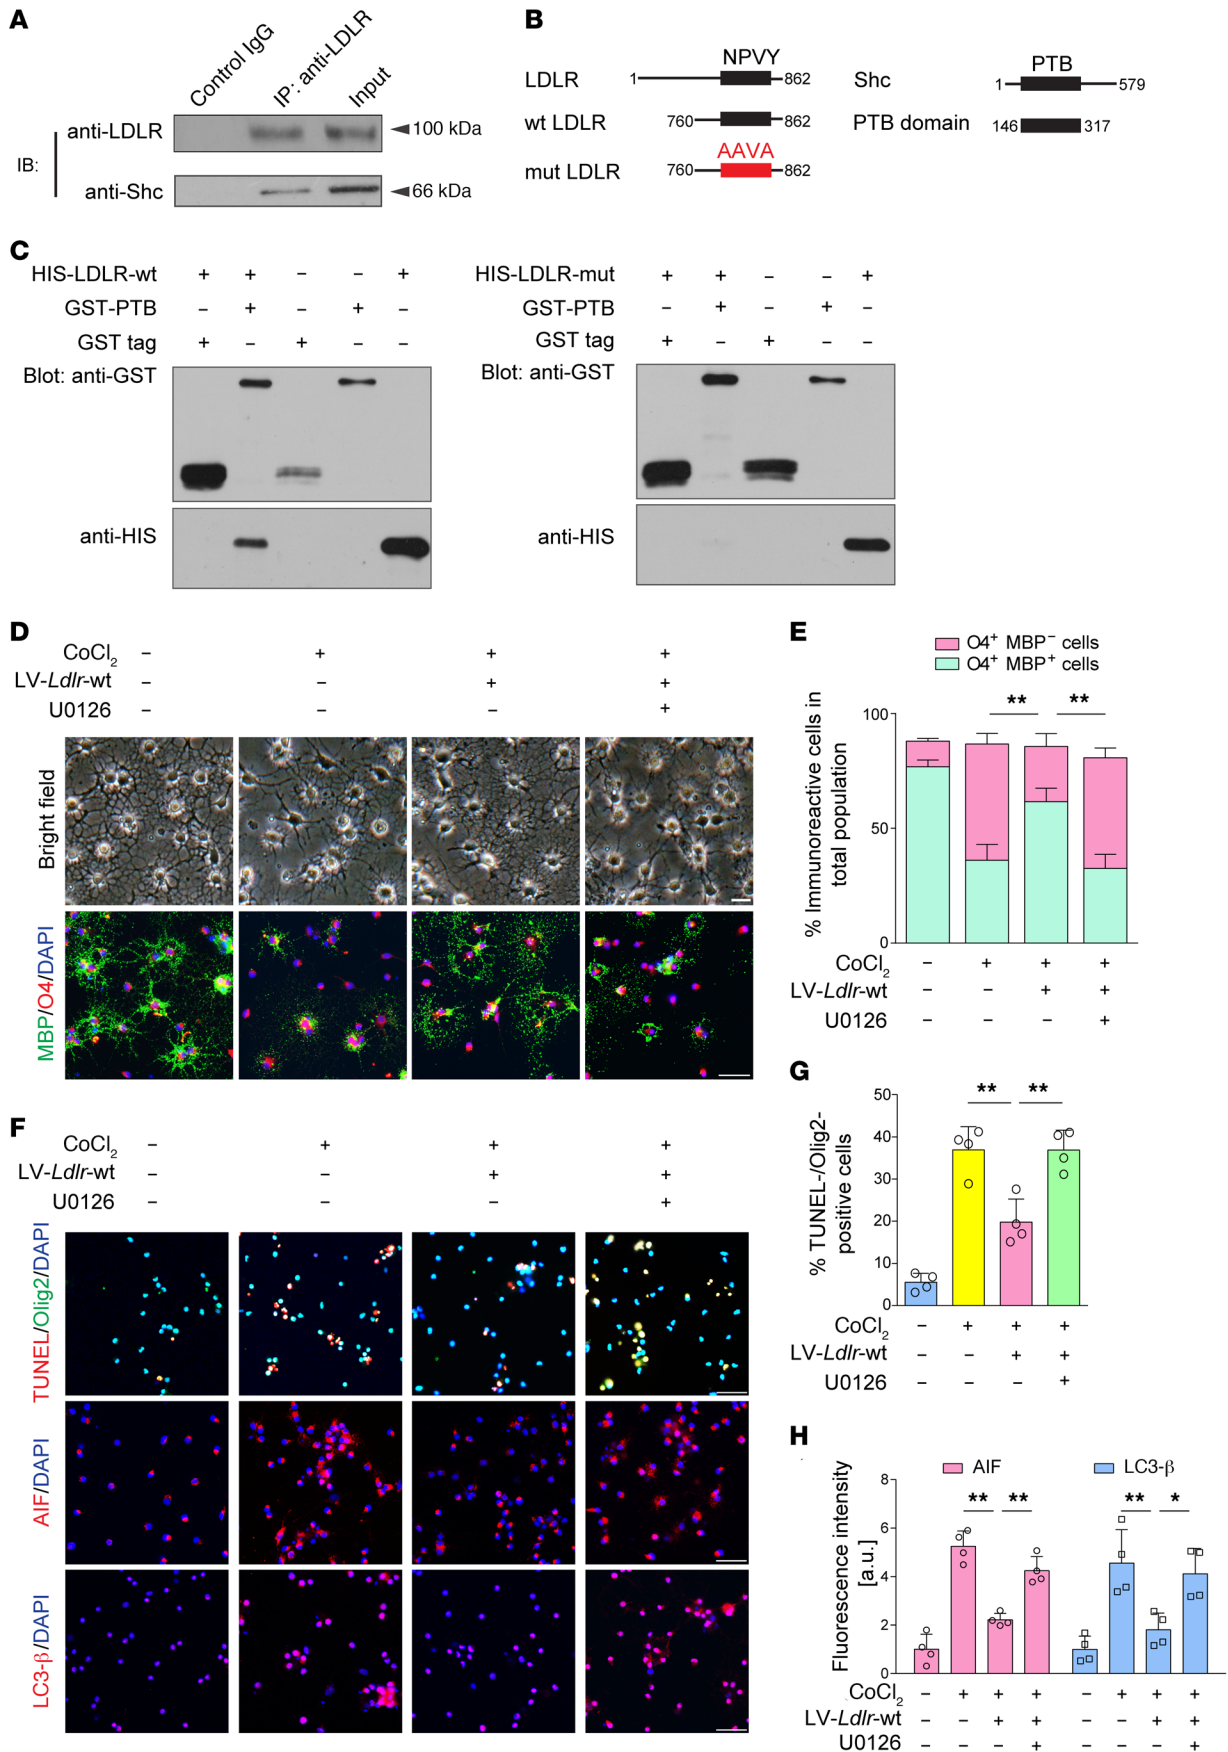 A
Control IgG
IP: anti-LDLR
Input
IB:
anti-LDLR
100 kDa
anti-Shc
66 kDa
B
NPVY
LDLR 1 862
wt LDLR 760 862
AAVA
mut LDLR 760 862
PTB
Shc 1 579
PTB domain 146 317
C
HIS-LDLR-wt + + – – +
GST-PTB – + – + –
GST tag + – + – –
Blot: anti-GST
anti-HIS
HIS-LDLR-mut + + – – +
GST-PTB – + – + –
GST tag + – + – –
Blot: anti-GST
anti-HIS
D
CoCl2 – + + +
LV-Ldlr-wt – – + +
U0126 – – – +
Bright field
MBP/O4/DAPI
E
O4+ MBP– cells
O4+ MBP+ cells
% Immunoreactive cells in
total population
100
50
0
CoCl2 – + + +
LV-Ldlr-wt – – + +
U0126 – – – +
** **
F
CoCl2 – + + +
LV-Ldlr-wt – – + +
U0126 – – – +
TUNEL/Olig2/DAPI
AIF/DAPI
LC3-β/DAPI
G
% TUNEL-/Olig2-
positive cells
50
40
30
20
10
0
** **
CoCl2 – + + +
LV-Ldlr-wt – – + +
U0126 – – – +
H
AIF
LC3-β
Fluorescence intensity
[a.u.]
8
6
4
2
0
** ** ** *
CoCl2 – + + + – + + +
LV-Ldlr-wt – – + + – – + +
U0126 – – – + – – – +